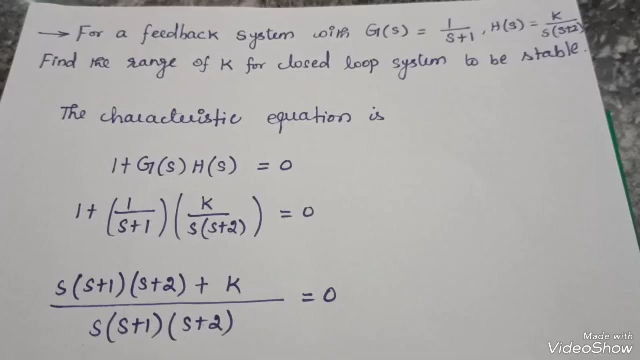 → For a feedback system with G(s) = 1/(s+1), H(s) = K/(s(s+2))
Find the range of K for closed loop system to be stable.
The characteristic equation is
1 + G(s) H(s) = 0
1 + (1/(s+1)) (K/(s(s+2))) = 0
(s(s+1)(s+2) + K)/(s(s+1)(s+2)) = 0
Made with
VideoShow